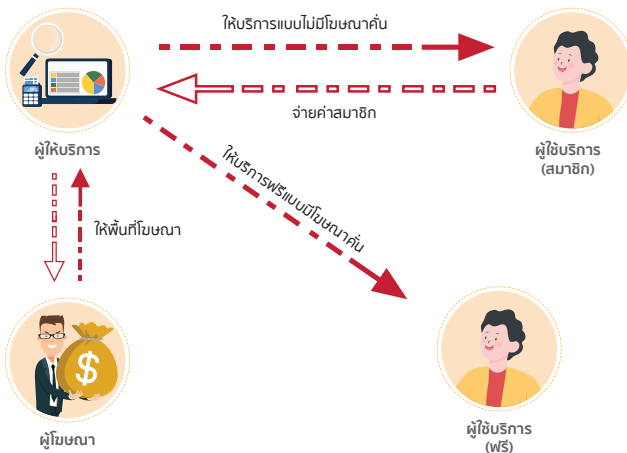 ให้บริการแบบไม่มีโฆษณาคั่น
จ่ายค่าสมาชิก
ผู้ให้บริการ
ผู้ใช้บริการ
(สมาชิก)
ให้บริการฟรีแบบมีโฆษณาคั่น
ให้พื้นที่โฆษณา
$
ผู้โฆษณา
ผู้ใช้บริการ
(ฟรี)